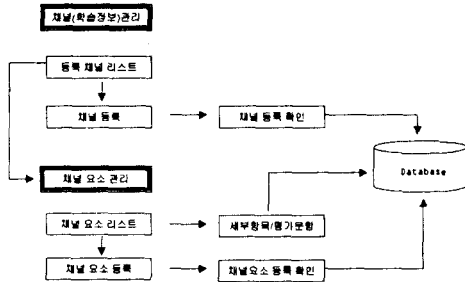 채널(학습정보)관리
등록 채널 리스트
채널 등록
채널 등록 확인
Database
채널 요소 관리
채널 요소 리스트
세부항목/평가문항
채널 요소 등록
채널요소 등록 확인